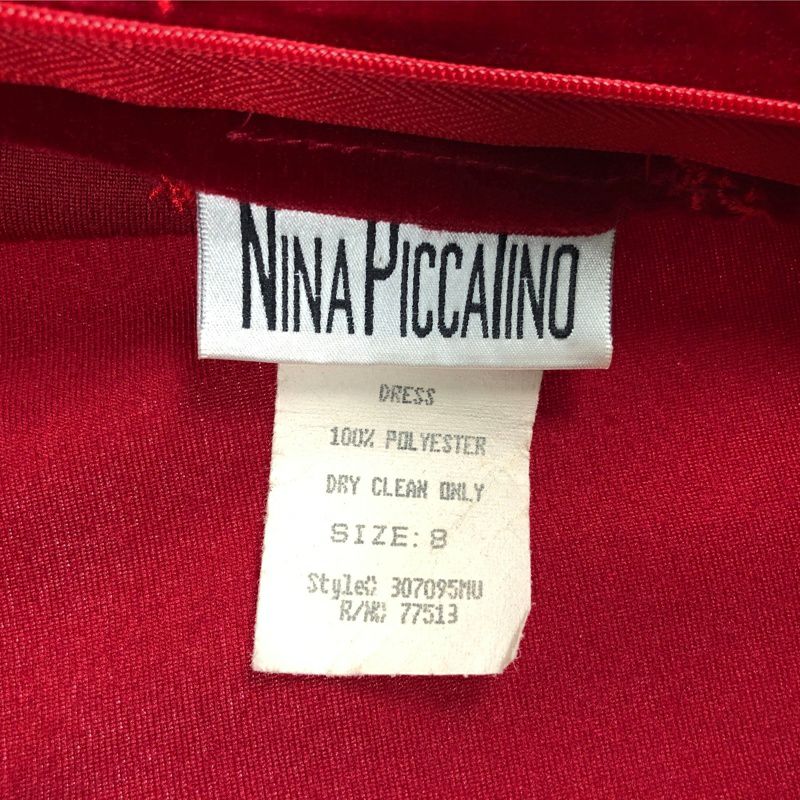 NINA PICCALINO
DRESS
100% POLYESTER
DRY CLEAN ONLY
SIZE: 8
Style# 307095MU
R/N# 77513